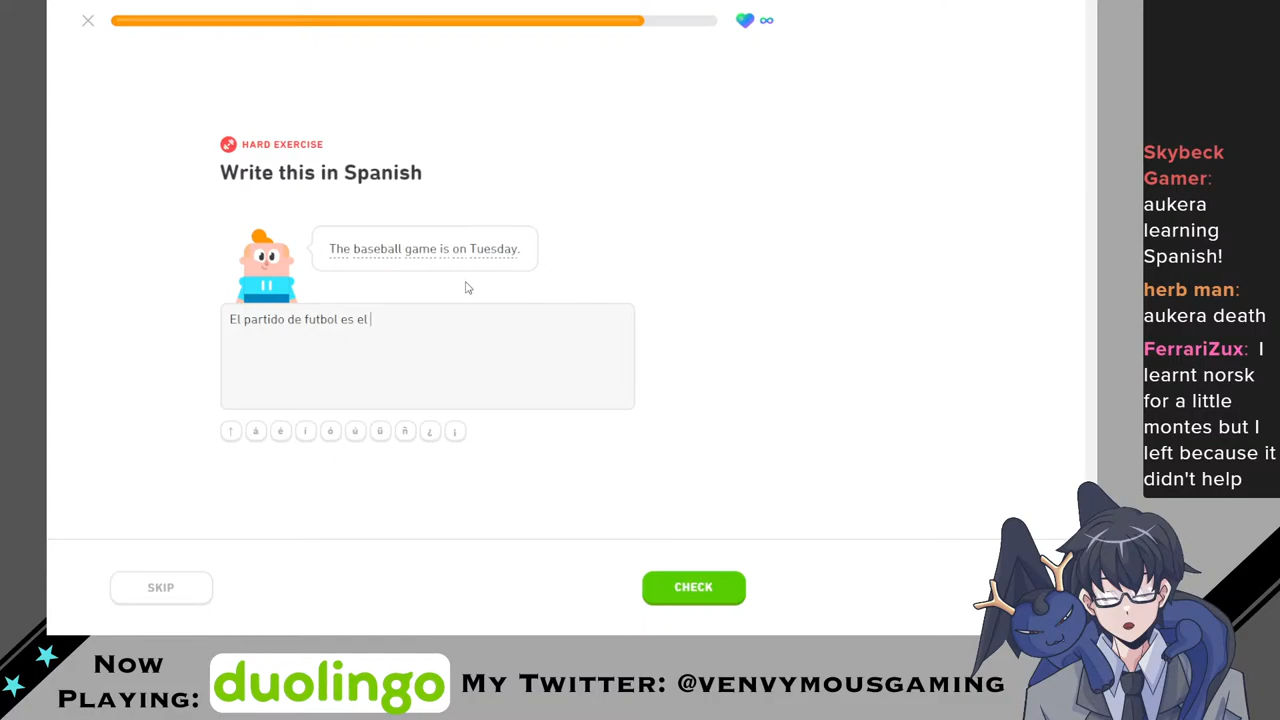 ∞
HARD EXERCISE
Write this in Spanish
The baseball game is on Tuesday.
El partido de futbol es el
↑ á é í ó ú ü ñ ¿ ¡
SKIP
CHECK
Skybeck
Gamer:
aukera
learning
Spanish!
herb man:
aukera death
FerrariZux: I
learnt norsk
for a little
montes but I
left because it
didn't help
Now
Playing:
duolingo
My Twitter: @venvymousgaming